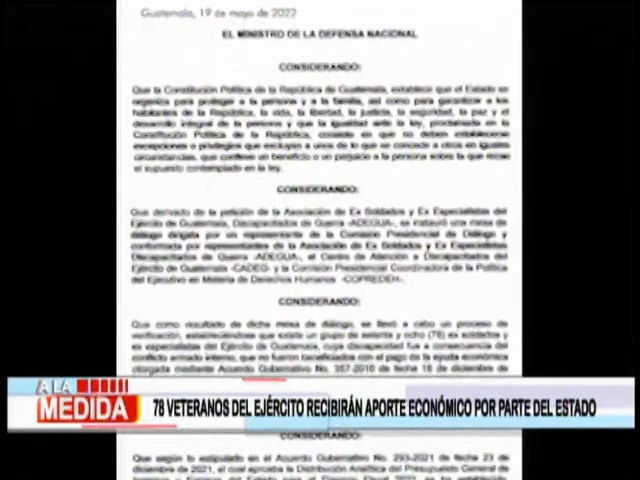 Guatemala, 19 de mayo de 2022
EL MINISTRO DE LA DEFENSA NACIONAL
CONSIDERANDO:
Que la Constitución Política de la República de Guatemala, establece que el Estado se
organiza para proteger a la persona y a la familia, así como para garantizar a los
habitantes de la República, la vida, la libertad, la justicia, la seguridad, la paz y el
desarrollo integral de la persona y que la igualdad ante la ley, proclamada en la
Constitución Política de la República, consiste en que no deben establecerse
excepciones o privilegios que excluyan a unos de lo que se concede a otros en iguales
circunstancias, que conlleve un beneficio o un perjuicio a la persona sobre la que recae
el supuesto contemplado en la ley.
CONSIDERANDO:
Que derivado de la petición de la Asociación de Ex Soldados y Ex Especialistas del
Ejército de Guatemala, Discapacitados de Guerra -ADEGUA-, se instauró una mesa de
diálogo dirigida por un representante de la Comisión Presidencial de Diálogo y
conformada por representantes de la Asociación de Ex Soldados y Ex Especialistas
Discapacitados de Guerra -ADEGUA-, el Centro de Atención a Discapacitados del
Ejército de Guatemala -CADEG- y la Comisión Presidencial Coordinadora de la Política
del Ejecutivo en Materia de Derechos Humanos -COPREDEH-.
CONSIDERANDO:
Que como resultado de dicha mesa de diálogo, se llevó a cabo un proceso de
verificación, estableciéndose que existe un grupo de setenta y ocho (78) ex soldados y
ex especialistas del Ejército de Guatemala, cuya discapacidad fue a consecuencia del
conflicto armado interno, que no fueron beneficiados con el pago de la ayuda económica
otorgada mediante Acuerdo Gubernativo No. 357-2010 de fecha 16 de diciembre de
A LA
MEDIDA
78 VETERANOS DEL EJÉRCITO RECIBIRÁN APORTE ECONÓMICO POR PARTE DEL ESTADO
CONSIDERANDO:
Que según lo estipulado en el Acuerdo Gubernativo No. 293-2021 de fecha 23 de
diciembre de 2021, el cual aprueba la Distribución Analítica del Presupuesto General de